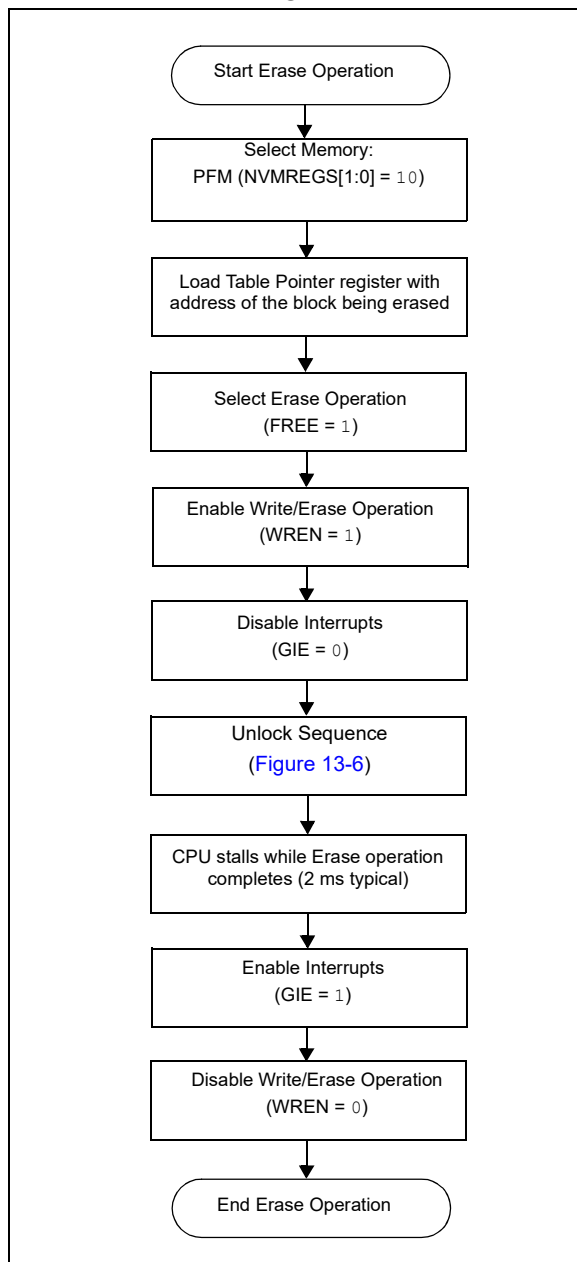 Start Erase Operation
Select Memory:
PFM (NVMREGS[1:0] = 10)
Load Table Pointer register with
address of the block being erased
Select Erase Operation
(FREE = 1)
Enable Write/Erase Operation
(WREN = 1)
Disable Interrupts
(GIE = 0)
Unlock Sequence
(Figure 13-6)
CPU stalls while Erase operation
completes (2 ms typical)
Enable Interrupts
(GIE = 1)
Disable Write/Erase Operation
(WREN = 0)
End Erase Operation